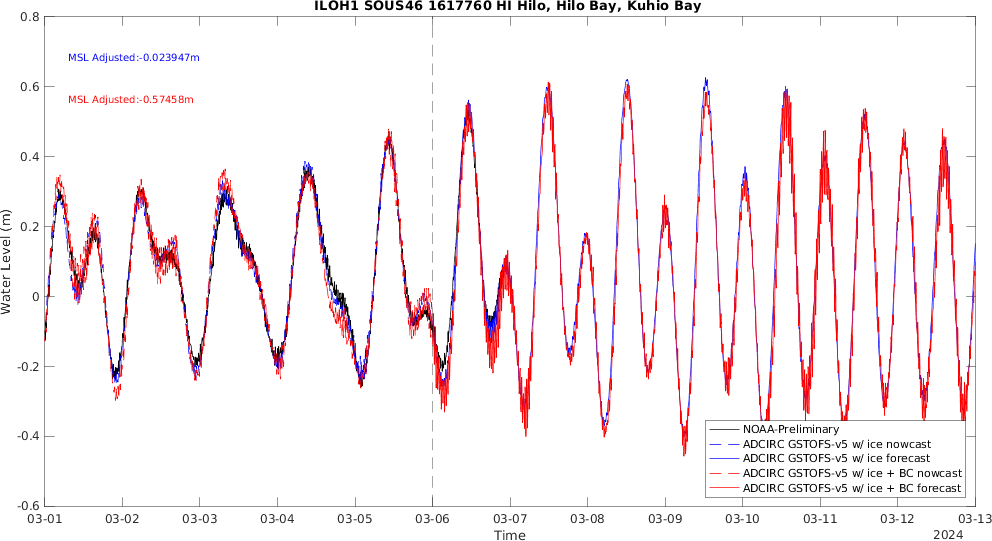 ILOH1 SOUS46 1617760 HI Hilo, Hilo Bay, Kuhio Bay
0.8
0.6
0.4
0.2
0
-0.2
-0.4
-0.6
Water Level (m)
MSL Adjusted:-0.023947m
MSL Adjusted:-0.57458m
NOAA-Preliminary
ADCIRC GSTOFS-v5 w/ ice nowcast
ADCIRC GSTOFS-v5 w/ ice forecast
ADCIRC GSTOFS-v5 w/ ice + BC nowcast
ADCIRC GSTOFS-v5 w/ ice + BC forecast
03-01 03-02 03-03 03-04 03-05 03-06 03-07 03-08 03-09 03-10 03-11 03-12 03-13
Time
2024